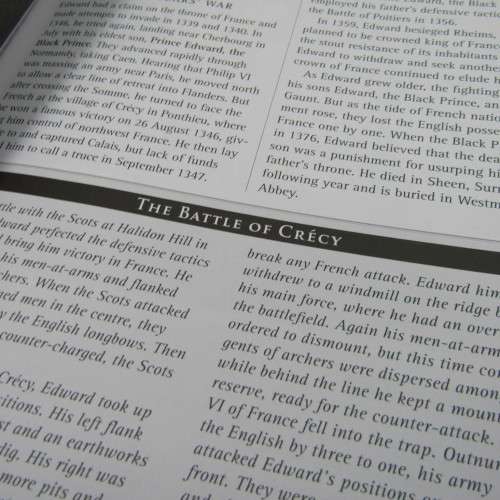 YEARS' WAR
Edward had a claim on the throne of France and
made attempts to invade in 1339 and 1340. In
1346, he tried again, landing near Cherbourg in
July with his eldest son, Prince Edward, the
Black Prince. They advanced rapidly through
Normandy, taking Caen. Hearing that Philip VI
was massing an army near Paris, he moved north
to allow a clear line of retreat into Flanders. But
after crossing the Somme, he turned to face the
French at the village of Crécy in Ponthieu, where
he won a famous victory on 26 August 1346, giv-
him control of northwest France. He then lay
to and captured Calais, but lack of funds
him to call a truce in September 1347.
employed his father's defensive tactics
the battle of Poitiers in 1356.
In 1359, Edward besieged Rheims,
planned to be crowned king of Franc
the stout resistance of its inhabitants
Edward to withdraw and seek anothe
crown of France continued to elude h
As Edward grew older, the fighting
his sons Edward, the Black Prince, an
Gaunt. But as the tide of French natio
ment rose, they lost the English posse
France one by one. When the Black P
in 1376, Edward believed that the dea
son was a punishment for usurping hi
father's throne. He died in Sheen, Sur
following year and is buried in Westm
Abbey.
THE BATTLE OF CRÉCY
ttle with the Scots at Halidon Hill in
dward perfected the defensive tactics
d bring him victory in France. He
his men-at-arms and flanked
chers. When the Scots attacked
ged men in the centre, they
y the English longbows. Then
counter-charged, the Scots
Crécy, Edward took up
sitions. His left flank
st and an earthworks
dig. His right was
more pits and
break any French attack. Edward him
withdrew to a windmill on the ridge b
his main force, where he had an over
the battlefield. Again his men-at-arm
ordered to dismount, but this time con
gents of archers were dispersed amon
while behind the line he kept a moun
reserve, ready for the counter-attack.
VI of France fell into the trap. Outnu
the English by three to one, his army
attacked Edward's positions
front. They were